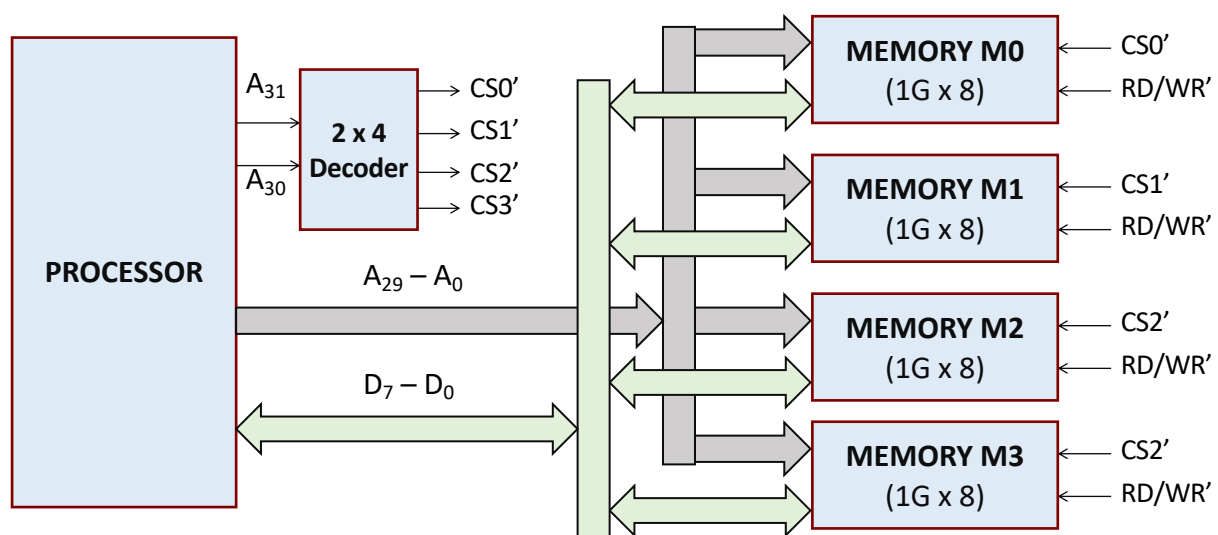 PROCESSOR
A31
A30
2 x 4
Decoder
CS0’
CS1’
CS2’
CS3’
A29 – A0
D7 – D0
MEMORY M0
(1G x 8)
CS0’
RD/WR’
MEMORY M1
(1G x 8)
CS1’
RD/WR’
MEMORY M2
(1G x 8)
CS2’
RD/WR’
MEMORY M3
(1G x 8)
CS2’
RD/WR’